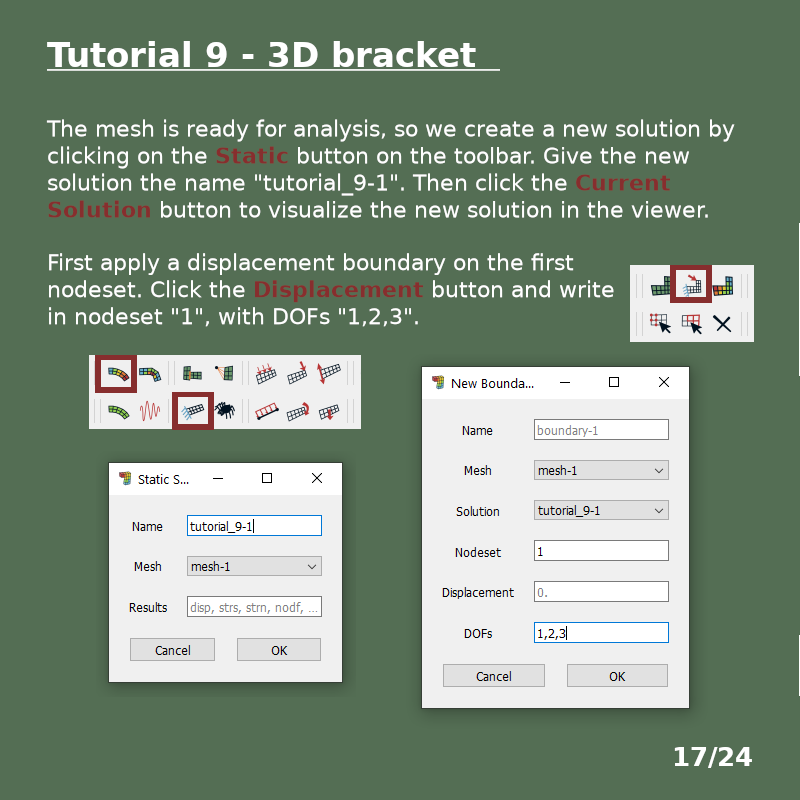 Tutorial 9 - 3D bracket
The mesh is ready for analysis, so we create a new solution by
clicking on the Static button on the toolbar. Give the new
solution the name "tutorial_9-1". Then click the Current
Solution button to visualize the new solution in the viewer.
First apply a displacement boundary on the first
nodeset. Click the Displacement button and write
in nodeset "1", with DOFs "1,2,3".
Static S...
Name tutorial_9-1
Mesh mesh-1
Results disp, strs, strn, nodf, ...
Cancel OK
New Bounda...
Name boundary-1
Mesh mesh-1
Solution tutorial_9-1
Nodeset 1
Displacement 0.
DOFs 1,2,3
Cancel OK
17/24